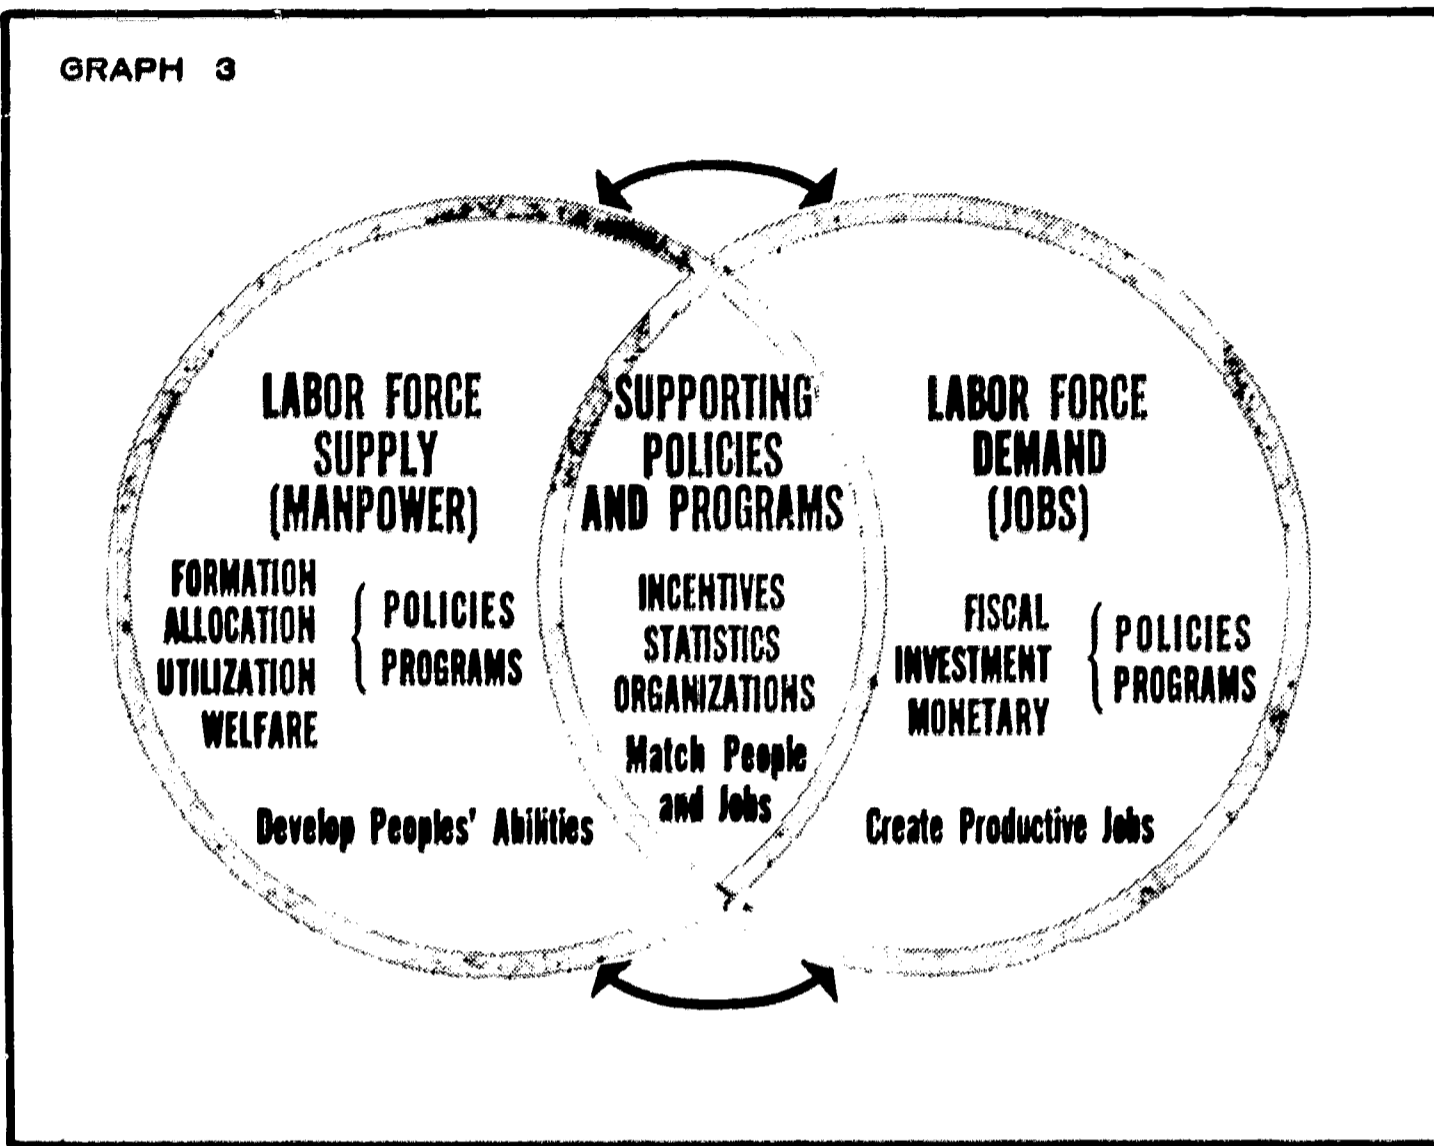 GRAPH 3
LABOR FORCE
SUPPLY
(MANPOWER)
FORMATION
ALLOCATION
UTILIZATION
WELFARE
{ POLICIES
PROGRAMS
Develop Peoples' Abilities
SUPPORTING
POLICIES
AND PROGRAMS
INCENTIVES
STATISTICS
ORGANIZATIONS
Match People
and Jobs
LABOR FORCE
DEMAND
(JOBS)
FISCAL
INVESTMENT
MONETARY
{ POLICIES
PROGRAMS
Create Productive Jobs